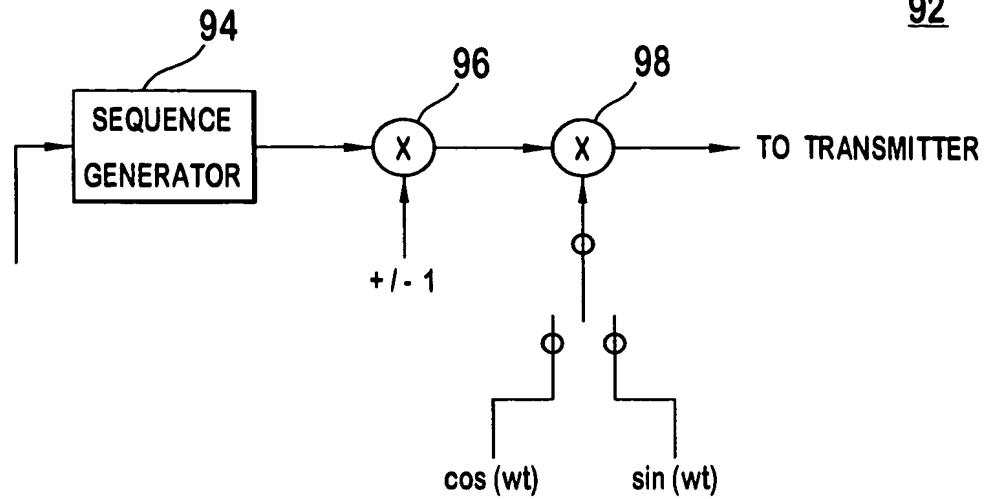 92
94
96
98
SEQUENCE
GENERATOR
X
X
TO TRANSMITTER
+/- 1
cos (wt)
sin (wt)